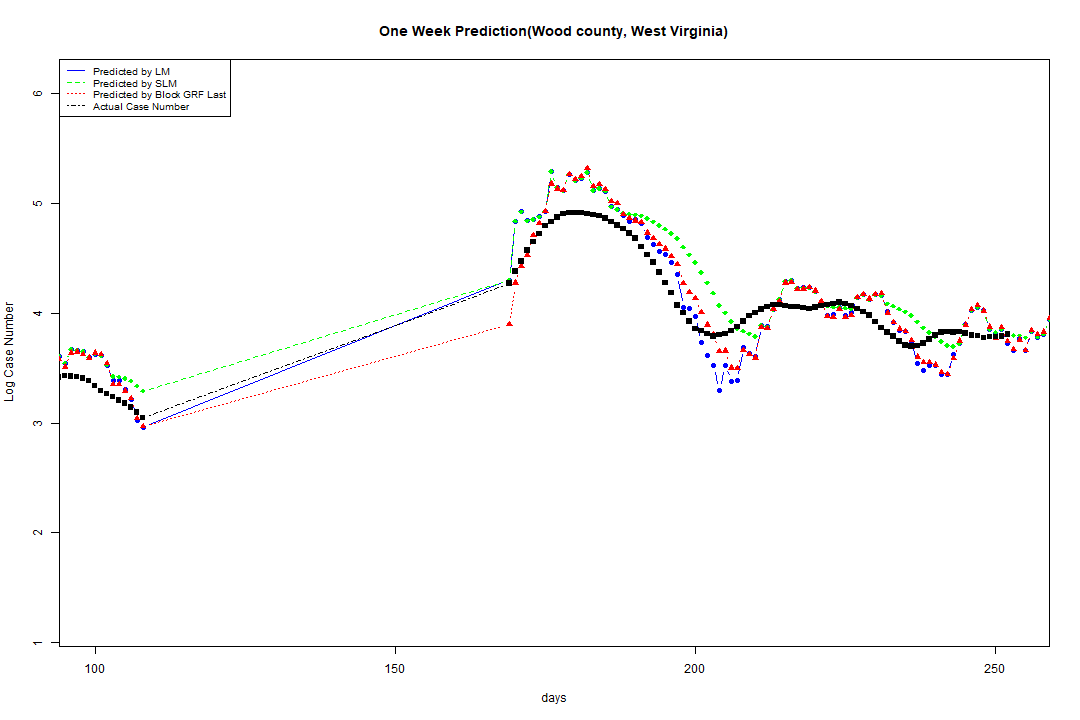 One Week Prediction(Wood county, West Virginia)
Predicted by LM
Predicted by SLM
Predicted by Block GRF Last
Actual Case Number
6
5
4
3
2
1
Log Case Number
100
150
200
250
days